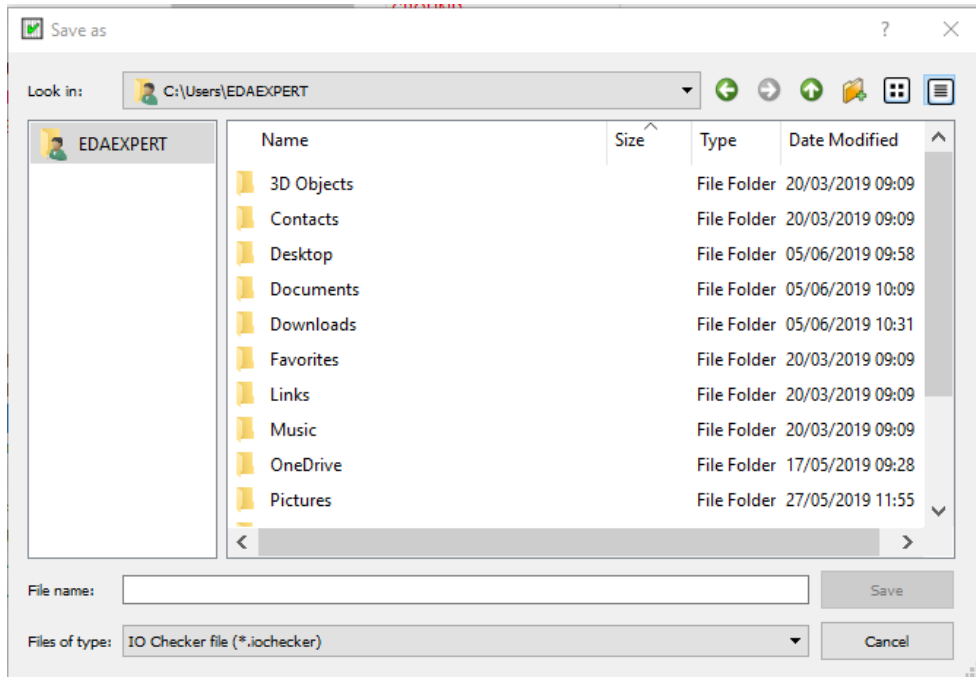 GROUND
Save as ?
Look in: C:\Users\EDAEXPERT
EDAEXPERT
Name Size Type Date Modified
3D Objects File Folder 20/03/2019 09:09
Contacts File Folder 20/03/2019 09:09
Desktop File Folder 05/06/2019 09:58
Documents File Folder 05/06/2019 10:09
Downloads File Folder 05/06/2019 10:31
Favorites File Folder 20/03/2019 09:09
Links File Folder 20/03/2019 09:09
Music File Folder 20/03/2019 09:09
OneDrive File Folder 17/05/2019 09:28
Pictures File Folder 27/05/2019 11:55
File name: Save
Files of type: IO Checker file (*.iochecker) Cancel